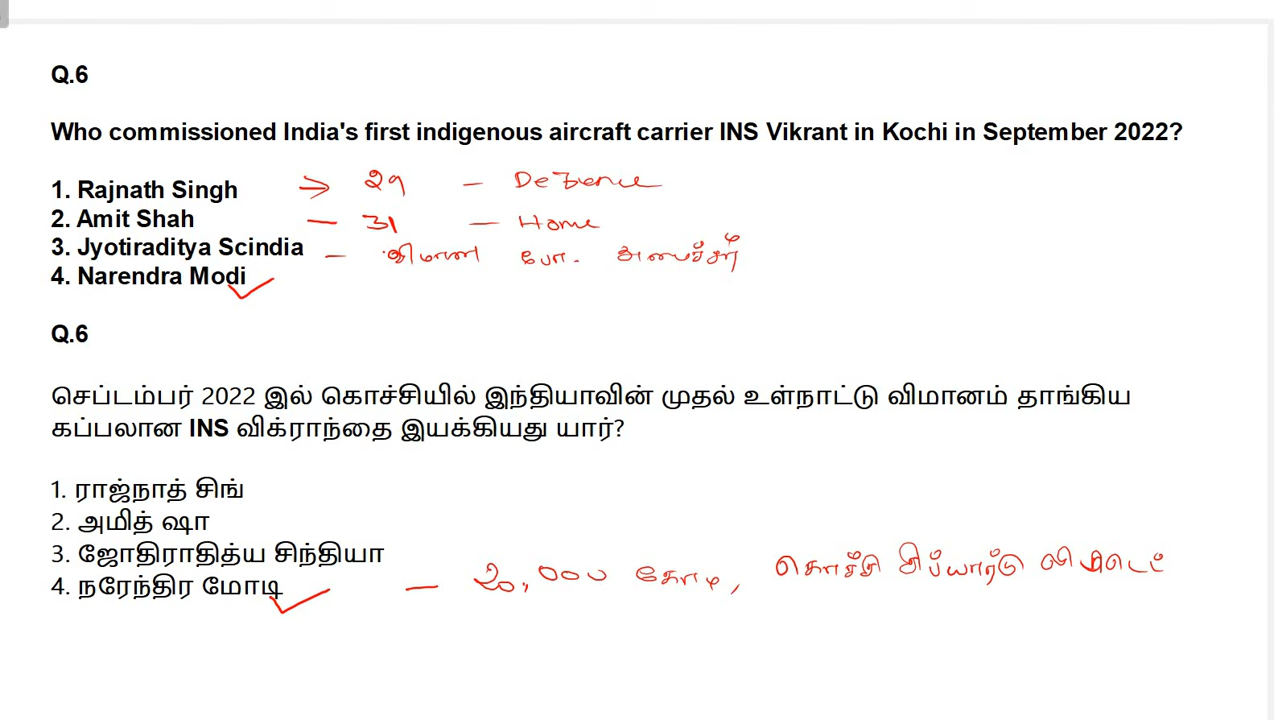 Q.6
Who commissioned India's first indigenous aircraft carrier INS Vikrant in Kochi in September 2022?
1. Rajnath Singh → 29 – Defence
2. Amit Shah – 31 – Home
3. Jyotiraditya Scindia – விமான போ. அமைச்சர்
4. Narendra Modi ✓
Q.6
செப்டம்பர் 2022 இல் கொச்சியில் இந்தியாவின் முதல் உள்நாட்டு விமானம் தாங்கிய
கப்பலான INS விக்ராந்தை இயக்கியது யார்?
1. ராஜ்நாத் சிங்
2. அமித் ஷா
3. ஜோதிராதித்ய சிந்தியா
4. நரேந்திர மோடி ✓ – 20,000 கோடி, கொச்சி ஷிப்யார்டு லிமிடெட்